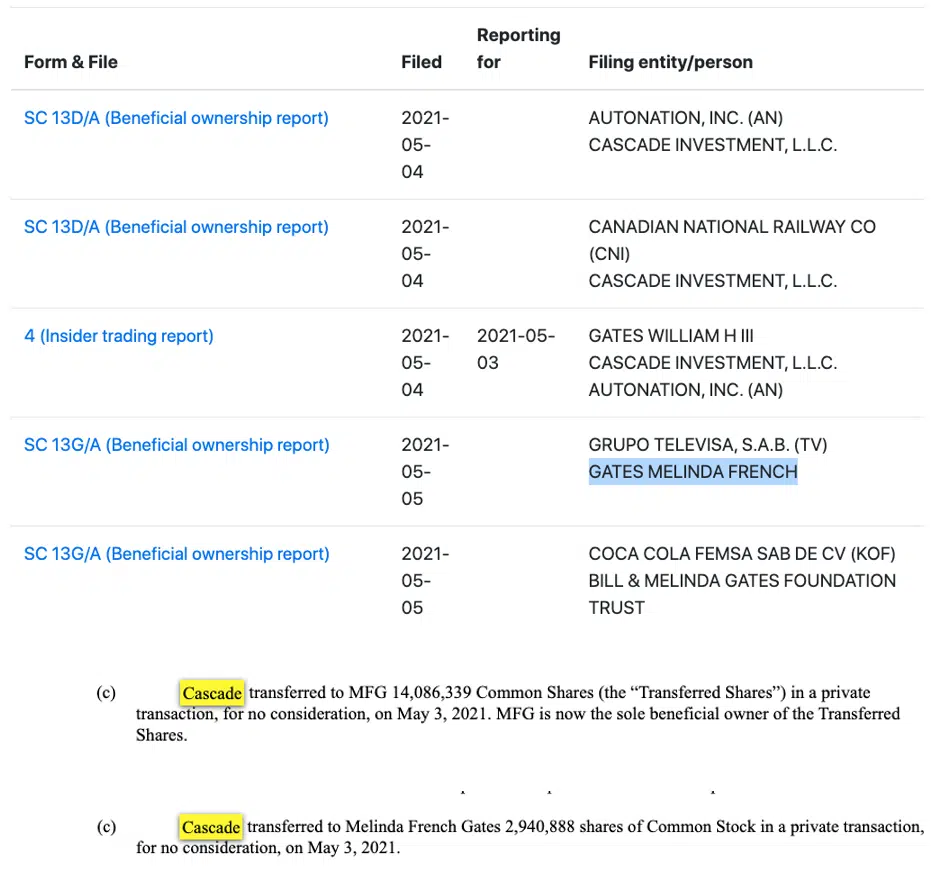 Reporting
Form & File Filed for Filing entity/person
SC 13D/A (Beneficial ownership report) 2021- AUTONATION, INC. (AN)
05- CASCADE INVESTMENT, L.L.C.
04
SC 13D/A (Beneficial ownership report) 2021- CANADIAN NATIONAL RAILWAY CO
05- (CNI)
04 CASCADE INVESTMENT, L.L.C.
4 (Insider trading report) 2021- 2021-05- GATES WILLIAM H III
05- 03 CASCADE INVESTMENT, L.L.C.
04 AUTONATION, INC. (AN)
SC 13G/A (Beneficial ownership report) 2021- GRUPO TELEVISA, S.A.B. (TV)
05- GATES MELINDA FRENCH
05
SC 13G/A (Beneficial ownership report) 2021- COCA COLA FEMSA SAB DE CV (KOF)
05- BILL & MELINDA GATES FOUNDATION
05 TRUST
(c) Cascade transferred to MFG 14,086,339 Common Shares (the “Transferred Shares”) in a private
transaction, for no consideration, on May 3, 2021. MFG is now the sole beneficial owner of the Transferred
Shares.
(c) Cascade transferred to Melinda French Gates 2,940,888 shares of Common Stock in a private transaction,
for no consideration, on May 3, 2021.